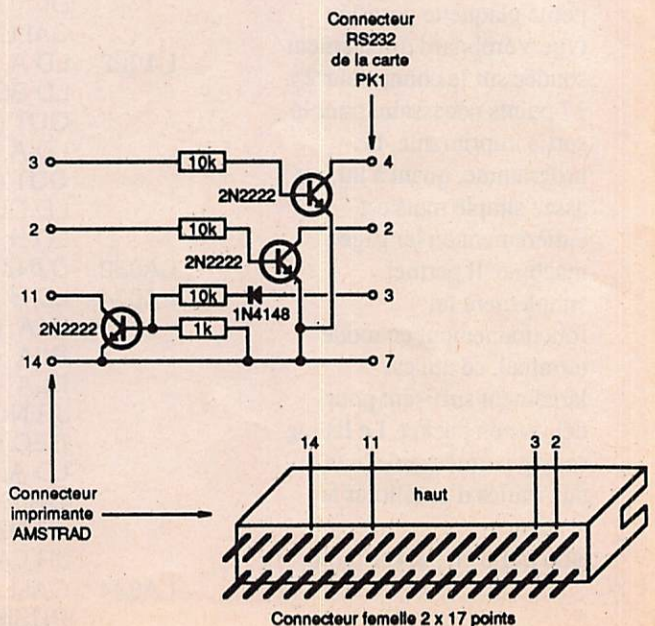 Connecteur
RS232
de la carte
PK1
3
10k
4
2N2222
2
10k
2
2N2222
11
10k
3
1N4148
2N2222
1k
14
7
14
11
3 2
Connecteur
imprimante
AMSTRAD
haut
Connecteur femelle 2 x 17 points